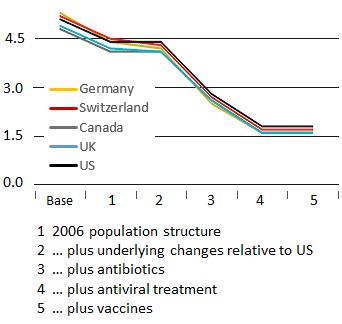 4.5
3.0
1.5
0.0
Germany
Switzerland
Canada
UK
US
Base 1 2 3 4 5
1 2006 population structure
2 ... plus underlying changes relative to US
3 ... plus antibiotics
4 ... plus antiviral treatment
5 ... plus vaccines